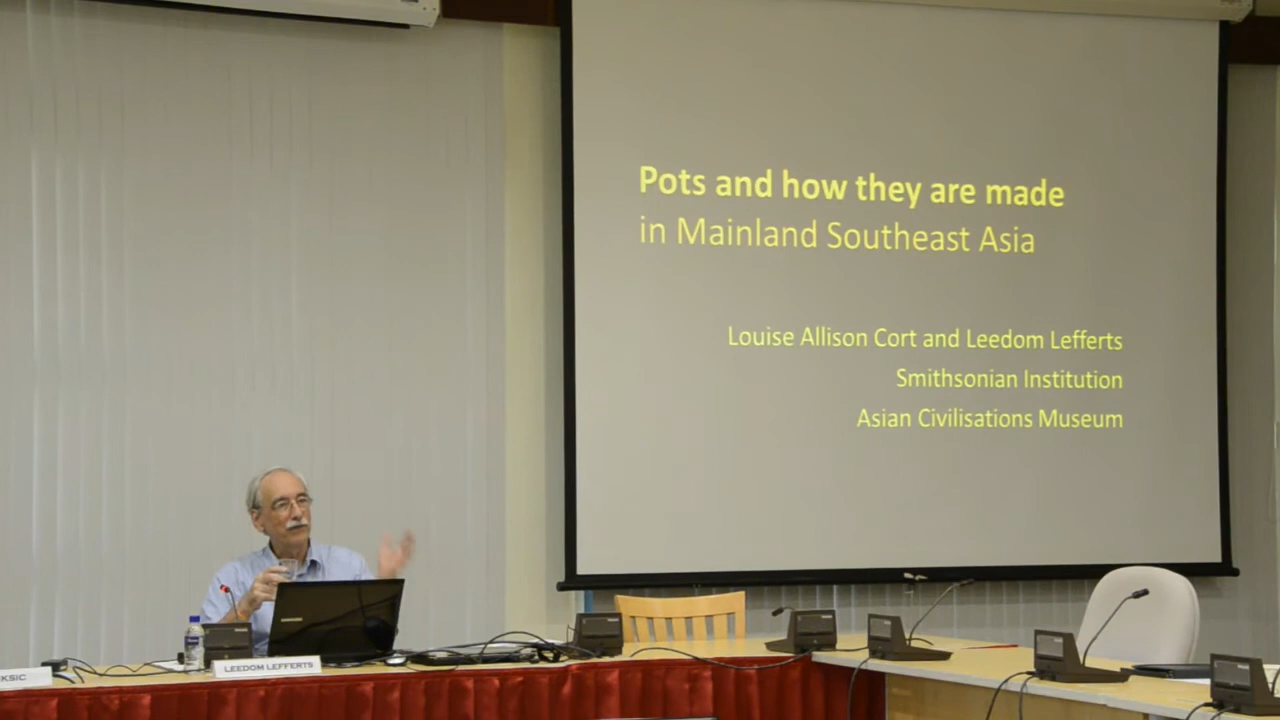 Pots and how they are made
in Mainland Southeast Asia
Louise Allison Cort and Leedom Lefferts
Smithsonian Institution
Asian Civilisations Museum
LEEDOM LEFFERTS
KSIC